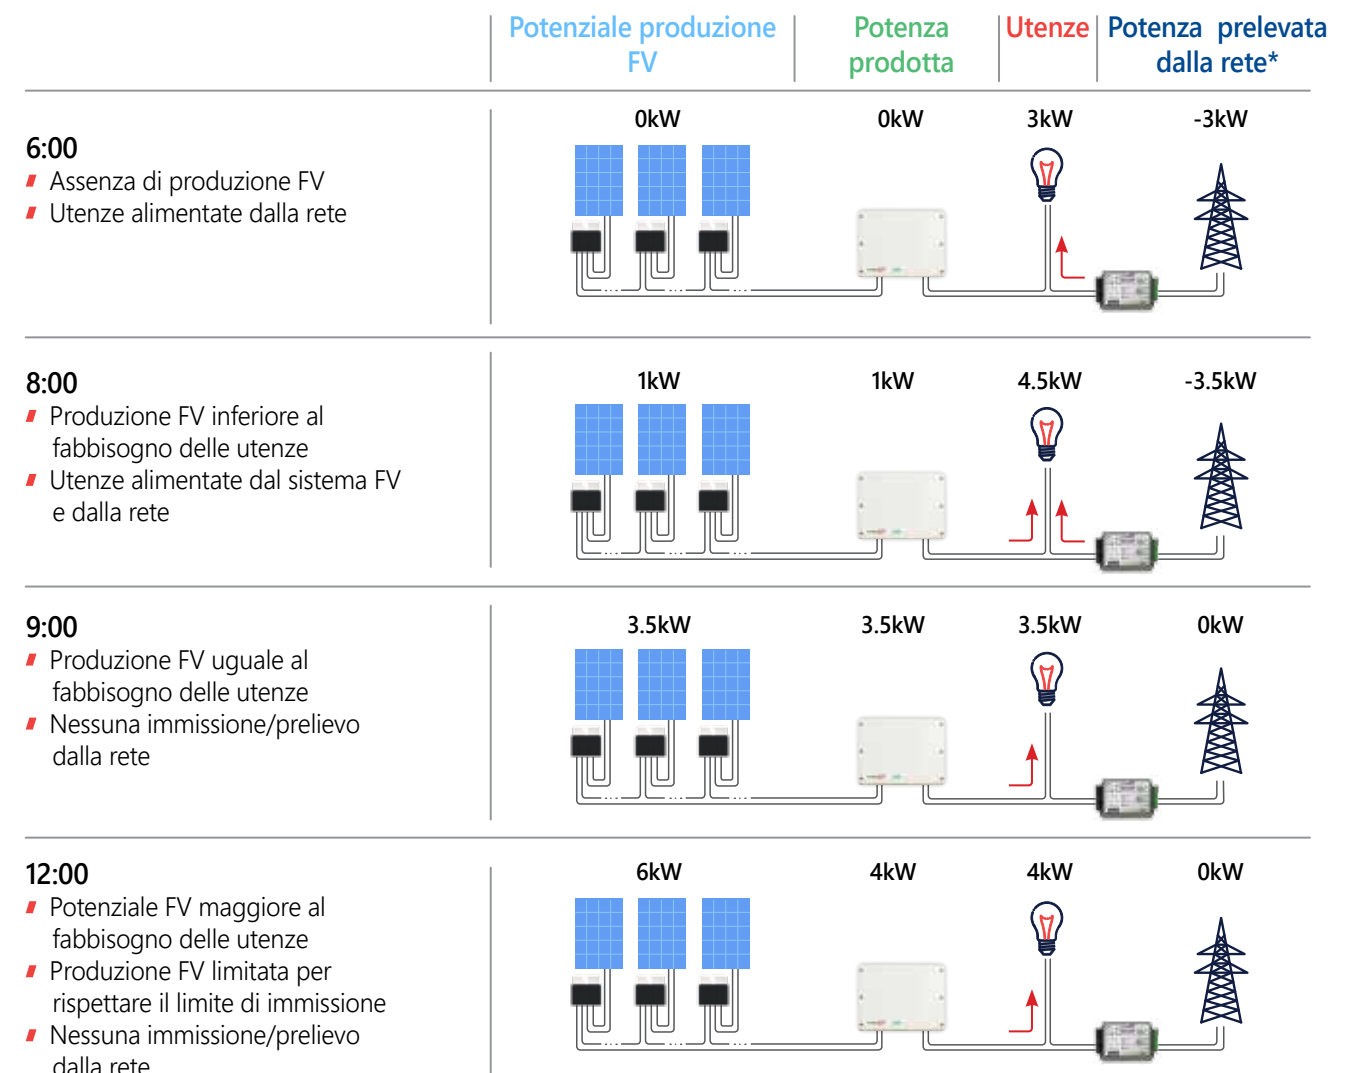 Potenziale produzione
FV
Potenza
prodotta
Utenze
Potenza prelevata
dalla rete*
6:00
Assenza di produzione FV
Utenze alimentate dalla rete
0kW
0kW
3kW
-3kW
8:00
Produzione FV inferiore al
fabbisogno delle utenze
Utenze alimentate dal sistema FV
e dalla rete
1kW
1kW
4.5kW
-3.5kW
9:00
Produzione FV uguale al
fabbisogno delle utenze
Nessuna immissione/prelievo
dalla rete
3.5kW
3.5kW
3.5kW
0kW
12:00
Potenziale FV maggiore al
fabbisogno delle utenze
Produzione FV limitata per
rispettare il limite di immissione
Nessuna immissione/prelievo
dalla rete
6kW
4kW
4kW
0kW